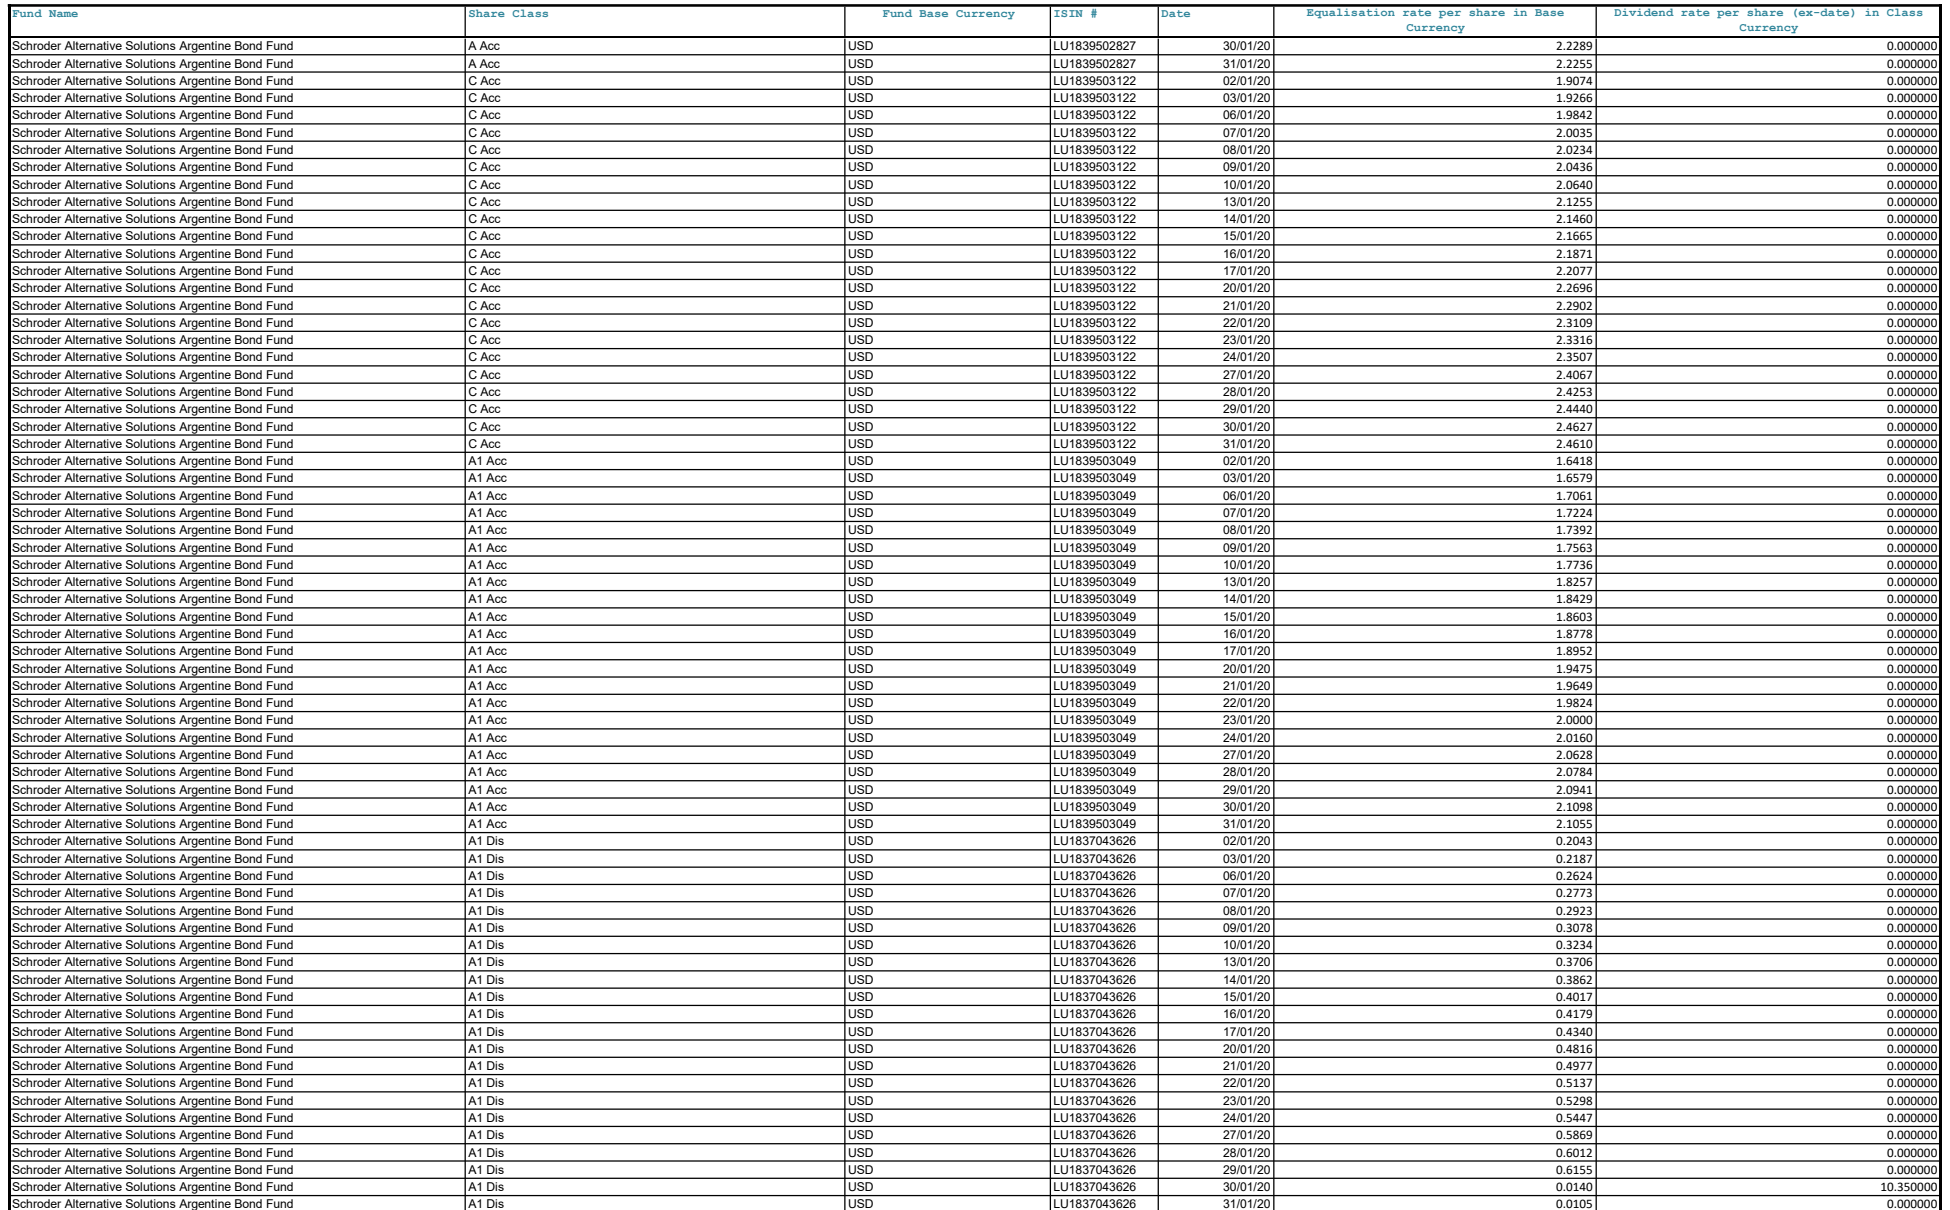 Fund Name Share Class Fund Base Currency ISIN # Date Equalisation rate per share in Base Currency Dividend rate per share (ex-date) in Class Currency
Schroder Alternative Solutions Argentine Bond Fund A Acc USD LU1839502827 30/01/20 2.2289 0.000000
Schroder Alternative Solutions Argentine Bond Fund A Acc USD LU1839502827 31/01/20 2.2255 0.000000
Schroder Alternative Solutions Argentine Bond Fund C Acc USD LU1839503122 02/01/20 1.9074 0.000000
Schroder Alternative Solutions Argentine Bond Fund C Acc USD LU1839503122 03/01/20 1.9266 0.000000
Schroder Alternative Solutions Argentine Bond Fund C Acc USD LU1839503122 06/01/20 1.9842 0.000000
Schroder Alternative Solutions Argentine Bond Fund C Acc USD LU1839503122 07/01/20 2.0035 0.000000
Schroder Alternative Solutions Argentine Bond Fund C Acc USD LU1839503122 08/01/20 2.0234 0.000000
Schroder Alternative Solutions Argentine Bond Fund C Acc USD LU1839503122 09/01/20 2.0436 0.000000
Schroder Alternative Solutions Argentine Bond Fund C Acc USD LU1839503122 10/01/20 2.0640 0.000000
Schroder Alternative Solutions Argentine Bond Fund C Acc USD LU1839503122 13/01/20 2.1255 0.000000
Schroder Alternative Solutions Argentine Bond Fund C Acc USD LU1839503122 14/01/20 2.1460 0.000000
Schroder Alternative Solutions Argentine Bond Fund C Acc USD LU1839503122 15/01/20 2.1665 0.000000
Schroder Alternative Solutions Argentine Bond Fund C Acc USD LU1839503122 16/01/20 2.1871 0.000000
Schroder Alternative Solutions Argentine Bond Fund C Acc USD LU1839503122 17/01/20 2.2077 0.000000
Schroder Alternative Solutions Argentine Bond Fund C Acc USD LU1839503122 20/01/20 2.2696 0.000000
Schroder Alternative Solutions Argentine Bond Fund C Acc USD LU1839503122 21/01/20 2.2902 0.000000
Schroder Alternative Solutions Argentine Bond Fund C Acc USD LU1839503122 22/01/20 2.3109 0.000000
Schroder Alternative Solutions Argentine Bond Fund C Acc USD LU1839503122 23/01/20 2.3316 0.000000
Schroder Alternative Solutions Argentine Bond Fund C Acc USD LU1839503122 24/01/20 2.3507 0.000000
Schroder Alternative Solutions Argentine Bond Fund C Acc USD LU1839503122 27/01/20 2.4067 0.000000
Schroder Alternative Solutions Argentine Bond Fund C Acc USD LU1839503122 28/01/20 2.4253 0.000000
Schroder Alternative Solutions Argentine Bond Fund C Acc USD LU1839503122 29/01/20 2.4440 0.000000
Schroder Alternative Solutions Argentine Bond Fund C Acc USD LU1839503122 30/01/20 2.4627 0.000000
Schroder Alternative Solutions Argentine Bond Fund C Acc USD LU1839503122 31/01/20 2.4610 0.000000
Schroder Alternative Solutions Argentine Bond Fund A1 Acc USD LU1839503049 02/01/20 1.6418 0.000000
Schroder Alternative Solutions Argentine Bond Fund A1 Acc USD LU1839503049 03/01/20 1.6579 0.000000
Schroder Alternative Solutions Argentine Bond Fund A1 Acc USD LU1839503049 06/01/20 1.7061 0.000000
Schroder Alternative Solutions Argentine Bond Fund A1 Acc USD LU1839503049 07/01/20 1.7224 0.000000
Schroder Alternative Solutions Argentine Bond Fund A1 Acc USD LU1839503049 08/01/20 1.7392 0.000000
Schroder Alternative Solutions Argentine Bond Fund A1 Acc USD LU1839503049 09/01/20 1.7563 0.000000
Schroder Alternative Solutions Argentine Bond Fund A1 Acc USD LU1839503049 10/01/20 1.7736 0.000000
Schroder Alternative Solutions Argentine Bond Fund A1 Acc USD LU1839503049 13/01/20 1.8257 0.000000
Schroder Alternative Solutions Argentine Bond Fund A1 Acc USD LU1839503049 14/01/20 1.8429 0.000000
Schroder Alternative Solutions Argentine Bond Fund A1 Acc USD LU1839503049 15/01/20 1.8603 0.000000
Schroder Alternative Solutions Argentine Bond Fund A1 Acc USD LU1839503049 16/01/20 1.8778 0.000000
Schroder Alternative Solutions Argentine Bond Fund A1 Acc USD LU1839503049 17/01/20 1.8952 0.000000
Schroder Alternative Solutions Argentine Bond Fund A1 Acc USD LU1839503049 20/01/20 1.9475 0.000000
Schroder Alternative Solutions Argentine Bond Fund A1 Acc USD LU1839503049 21/01/20 1.9649 0.000000
Schroder Alternative Solutions Argentine Bond Fund A1 Acc USD LU1839503049 22/01/20 1.9824 0.000000
Schroder Alternative Solutions Argentine Bond Fund A1 Acc USD LU1839503049 23/01/20 2.0000 0.000000
Schroder Alternative Solutions Argentine Bond Fund A1 Acc USD LU1839503049 24/01/20 2.0160 0.000000
Schroder Alternative Solutions Argentine Bond Fund A1 Acc USD LU1839503049 27/01/20 2.0628 0.000000
Schroder Alternative Solutions Argentine Bond Fund A1 Acc USD LU1839503049 28/01/20 2.0784 0.000000
Schroder Alternative Solutions Argentine Bond Fund A1 Acc USD LU1839503049 29/01/20 2.0941 0.000000
Schroder Alternative Solutions Argentine Bond Fund A1 Acc USD LU1839503049 30/01/20 2.1098 0.000000
Schroder Alternative Solutions Argentine Bond Fund A1 Acc USD LU1839503049 31/01/20 2.1055 0.000000
Schroder Alternative Solutions Argentine Bond Fund A1 Dis USD LU1837043626 02/01/20 0.2043 0.000000
Schroder Alternative Solutions Argentine Bond Fund A1 Dis USD LU1837043626 03/01/20 0.2187 0.000000
Schroder Alternative Solutions Argentine Bond Fund A1 Dis USD LU1837043626 06/01/20 0.2624 0.000000
Schroder Alternative Solutions Argentine Bond Fund A1 Dis USD LU1837043626 07/01/20 0.2773 0.000000
Schroder Alternative Solutions Argentine Bond Fund A1 Dis USD LU1837043626 08/01/20 0.2923 0.000000
Schroder Alternative Solutions Argentine Bond Fund A1 Dis USD LU1837043626 09/01/20 0.3078 0.000000
Schroder Alternative Solutions Argentine Bond Fund A1 Dis USD LU1837043626 10/01/20 0.3234 0.000000
Schroder Alternative Solutions Argentine Bond Fund A1 Dis USD LU1837043626 13/01/20 0.3706 0.000000
Schroder Alternative Solutions Argentine Bond Fund A1 Dis USD LU1837043626 14/01/20 0.3862 0.000000
Schroder Alternative Solutions Argentine Bond Fund A1 Dis USD LU1837043626 15/01/20 0.4017 0.000000
Schroder Alternative Solutions Argentine Bond Fund A1 Dis USD LU1837043626 16/01/20 0.4179 0.000000
Schroder Alternative Solutions Argentine Bond Fund A1 Dis USD LU1837043626 17/01/20 0.4340 0.000000
Schroder Alternative Solutions Argentine Bond Fund A1 Dis USD LU1837043626 20/01/20 0.4816 0.000000
Schroder Alternative Solutions Argentine Bond Fund A1 Dis USD LU1837043626 21/01/20 0.4977 0.000000
Schroder Alternative Solutions Argentine Bond Fund A1 Dis USD LU1837043626 22/01/20 0.5137 0.000000
Schroder Alternative Solutions Argentine Bond Fund A1 Dis USD LU1837043626 23/01/20 0.5298 0.000000
Schroder Alternative Solutions Argentine Bond Fund A1 Dis USD LU1837043626 24/01/20 0.5447 0.000000
Schroder Alternative Solutions Argentine Bond Fund A1 Dis USD LU1837043626 27/01/20 0.5869 0.000000
Schroder Alternative Solutions Argentine Bond Fund A1 Dis USD LU1837043626 28/01/20 0.6012 0.000000
Schroder Alternative Solutions Argentine Bond Fund A1 Dis USD LU1837043626 29/01/20 0.6155 0.000000
Schroder Alternative Solutions Argentine Bond Fund A1 Dis USD LU1837043626 30/01/20 0.0140 10.350000
Schroder Alternative Solutions Argentine Bond Fund A1 Dis USD LU1837043626 31/01/20 0.0105 0.000000